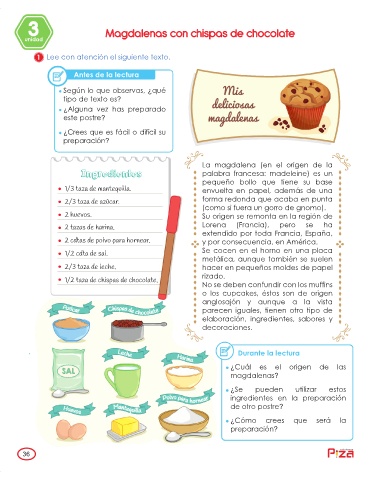 3
unidad
Magdalenas con chispas de chocolate
1 Lee con atención el siguiente texto.
Antes de la lectura
Según lo que observas, ¿qué
tipo de texto es?
¿Alguna vez has preparado
este postre?
¿Crees que es fácil o difícil su
preparación?
Mis
deliciosas
magdalenas
Ingredientes
1/3 taza de mantequilla.
2/3 taza de azúcar.
2 huevos.
2 tazas de harina.
2 cditas de polvo para hornear.
1/2 cdita de sal.
2/3 taza de leche.
1/2 taza de chispas de chocolate.
La magdalena (en el origen de la
palabra francesa: madeleine) es un
pequeño bollo que tiene su base
envuelta en papel, además de una
forma redonda que acaba en punta
(como si fuera un gorro de gnomo).
Su origen se remonta en la región de
Lorena (Francia), pero se ha
extendido por toda Francia, España,
y por consecuencia, en América.
Se cocen en el horno en una placa
metálica, aunque también se suelen
hacer en pequeños moldes de papel
rizado.
No se deben confundir con los muffins
o los cupcakes, éstos son de origen
anglosajón y aunque a la vista
parecen iguales, tienen otro tipo de
elaboración, ingredientes, sabores y
decoraciones.
Azúcar
Chispas de chocolate
SAL
Leche
Harina
Huevos
Mantequilla
Polvo para hornear
Durante la lectura
¿Cuál es el origen de las
magdalenas?
¿Se pueden utilizar estos
ingredientes en la preparación
de otro postre?
¿Cómo crees que será la
preparación?
36
P!zä